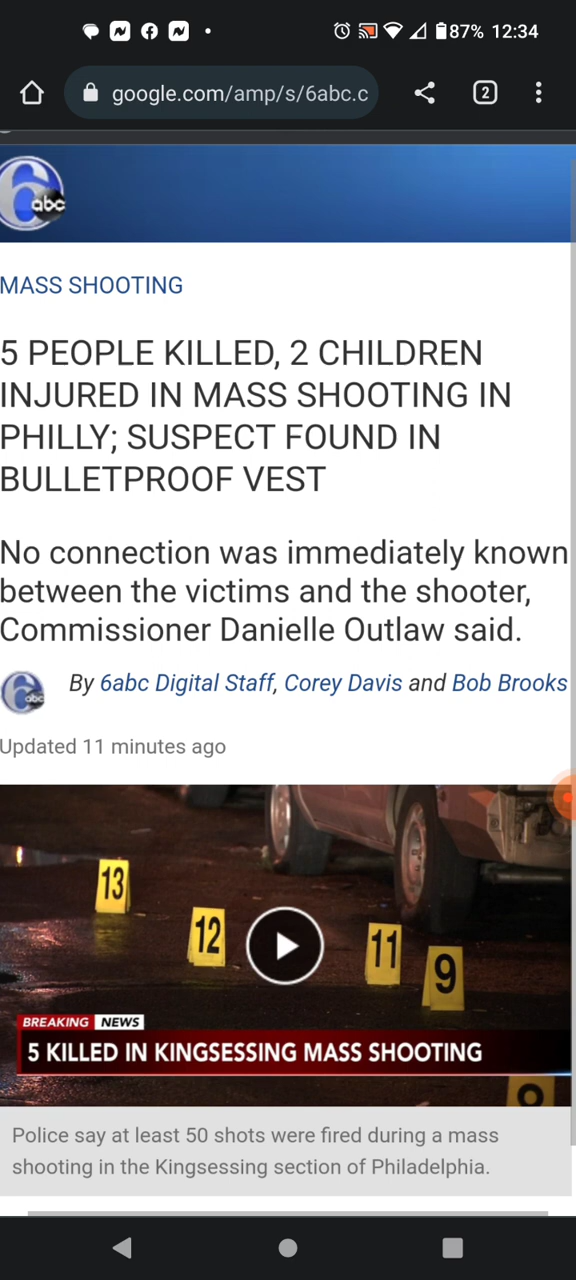 87% 12:34
google.com/amp/s/6abc.c
2
6abc
MASS SHOOTING
5 PEOPLE KILLED, 2 CHILDREN
INJURED IN MASS SHOOTING IN
PHILLY; SUSPECT FOUND IN
BULLETPROOF VEST
No connection was immediately known
between the victims and the shooter,
Commissioner Danielle Outlaw said.
6abc
By 6abc Digital Staff, Corey Davis and Bob Brooks
Updated 11 minutes ago
13
12
11
9
BREAKING NEWS
5 KILLED IN KINGSESSING MASS SHOOTING
Police say at least 50 shots were fired during a mass
shooting in the Kingsessing section of Philadelphia.